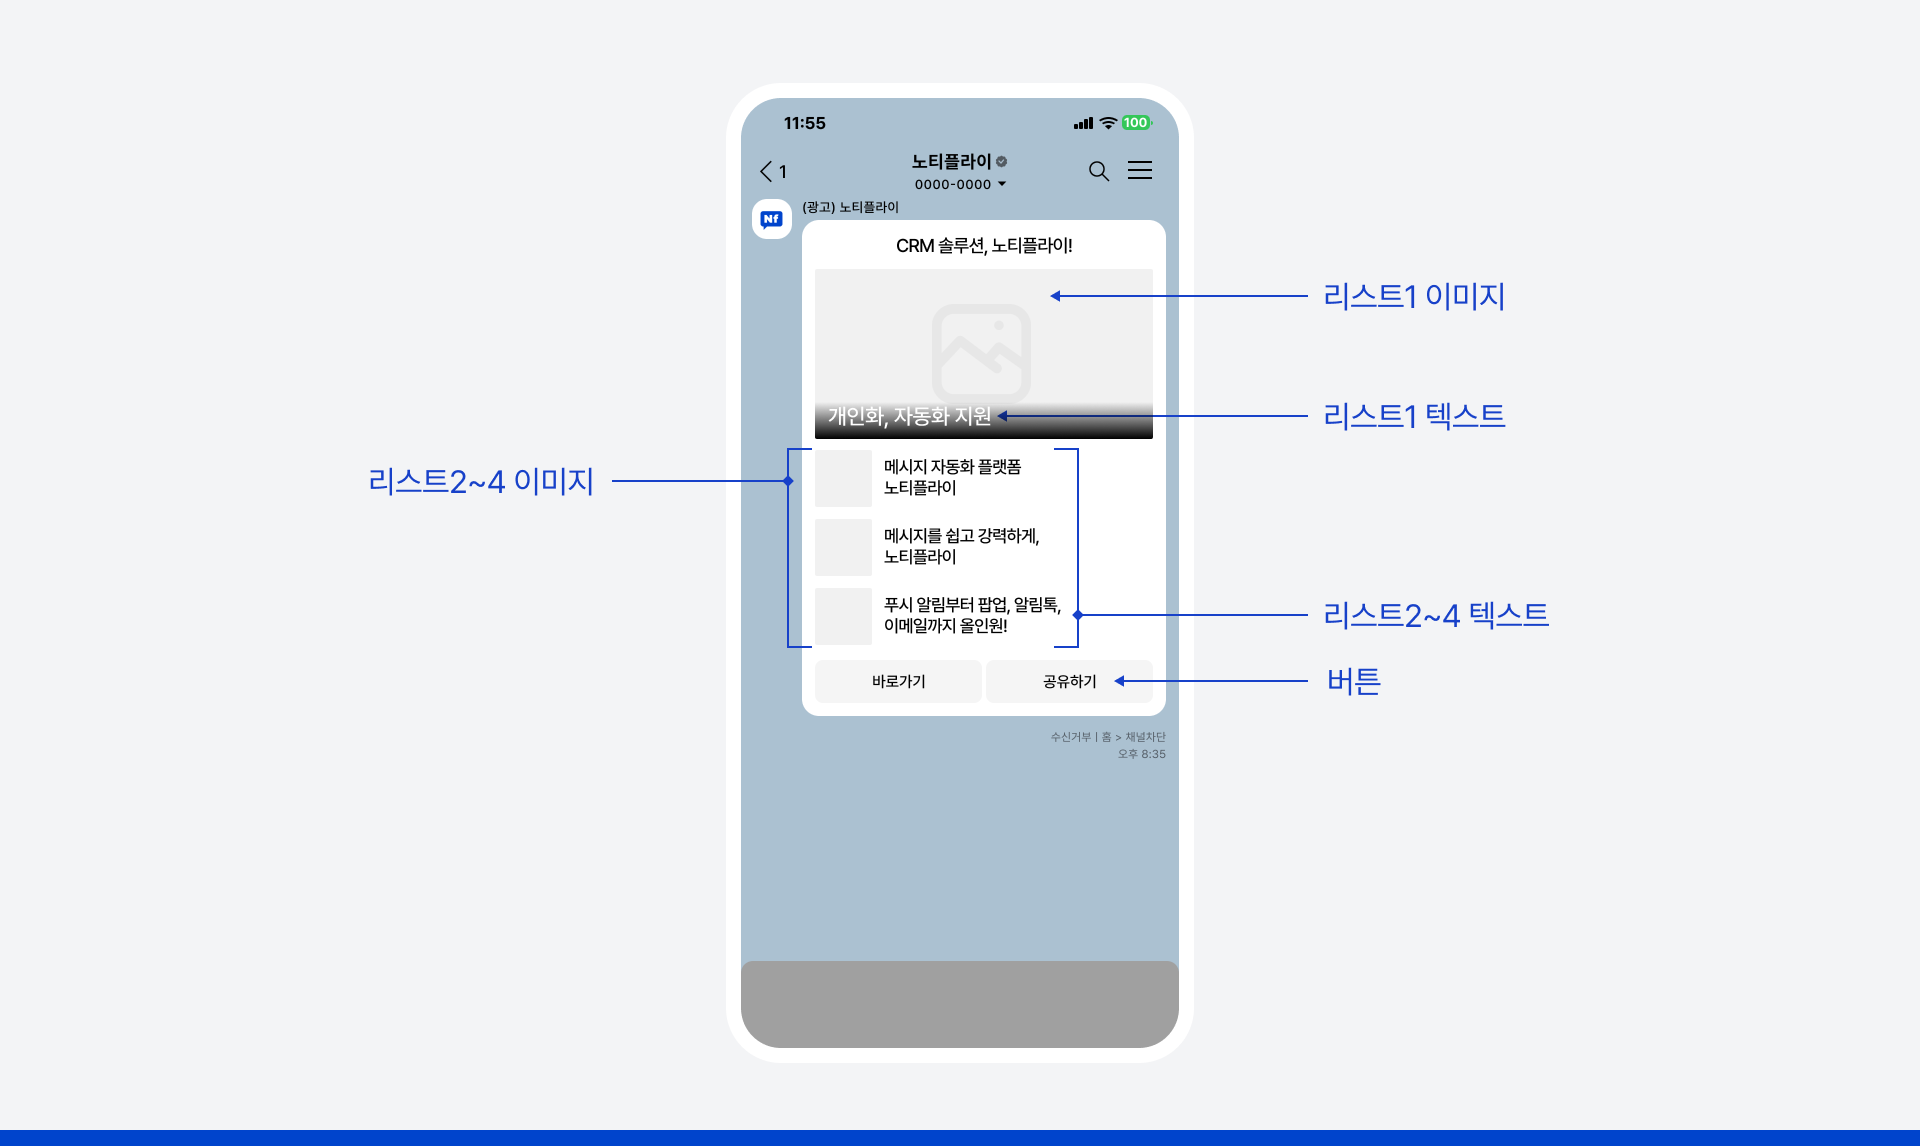 11:55
100
1
노티플라이
0000-0000
Nf
(광고) 노티플라이
CRM 솔루션, 노티플라이!
리스트1 이미지
개인화, 자동화 지원
리스트1 텍스트
리스트2~4 이미지
메시지 자동화 플랫폼
노티플라이
메시지를 쉽고 강력하게,
노티플라이
푸시 알림부터 팝업, 알림톡,
이메일까지 올인원!
리스트2~4 텍스트
바로가기
공유하기
버튼
수신거부 | 홈 > 채널차단
오후 8:35